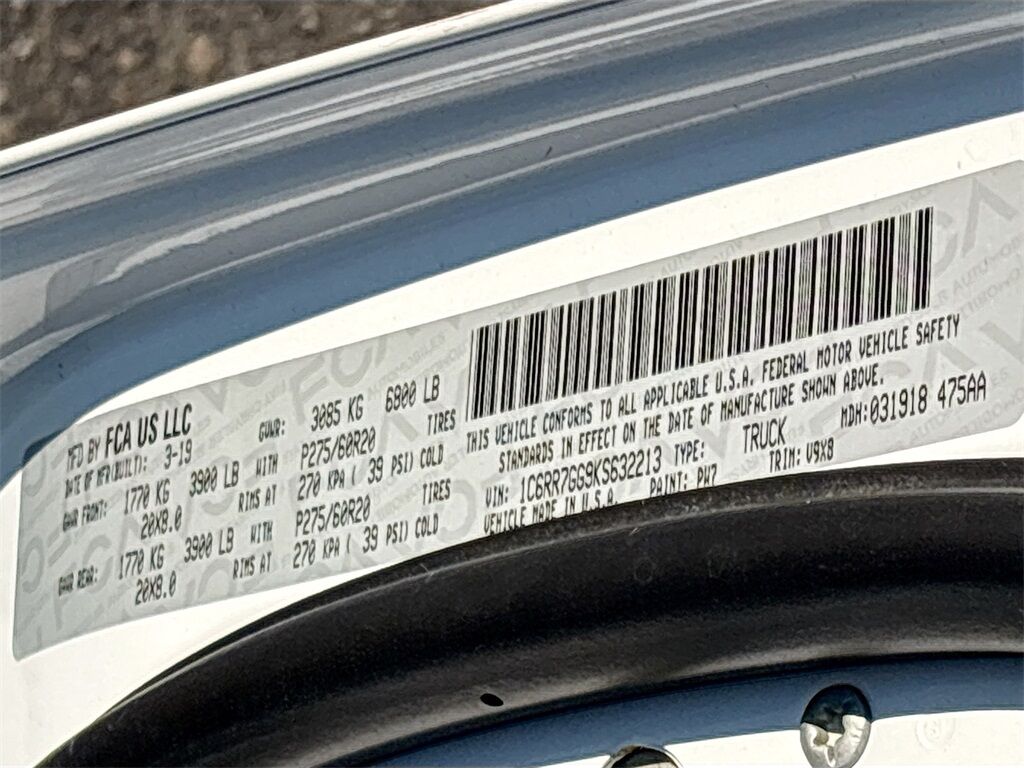 MFD BY FCA US LLC
DATE OF MFR(BUILT): 3-19 GVWR: 3085 KG 6800 LB
GAWR FRONT: 1770 KG 3900 LB WITH P275/60R20 TIRES
20X8.0 RIMS AT 270 KPA ( 39 PSI) COLD
GAWR REAR: 1770 KG 3900 LB WITH P275/60R20 TIRES
20X8.0 RIMS AT 270 KPA ( 39 PSI) COLD
THIS VEHICLE CONFORMS TO ALL APPLICABLE U.S.A. FEDERAL MOTOR VEHICLE SAFETY
STANDARDS IN EFFECT ON THE DATE OF MANUFACTURE SHOWN ABOVE.
MDH:031918 475AA
VIN: 1C6RR7GG9KS632213 TYPE: TRUCK
VEHICLE MADE IN U.S.A. PAINT: PW7 TRIM: V9X8